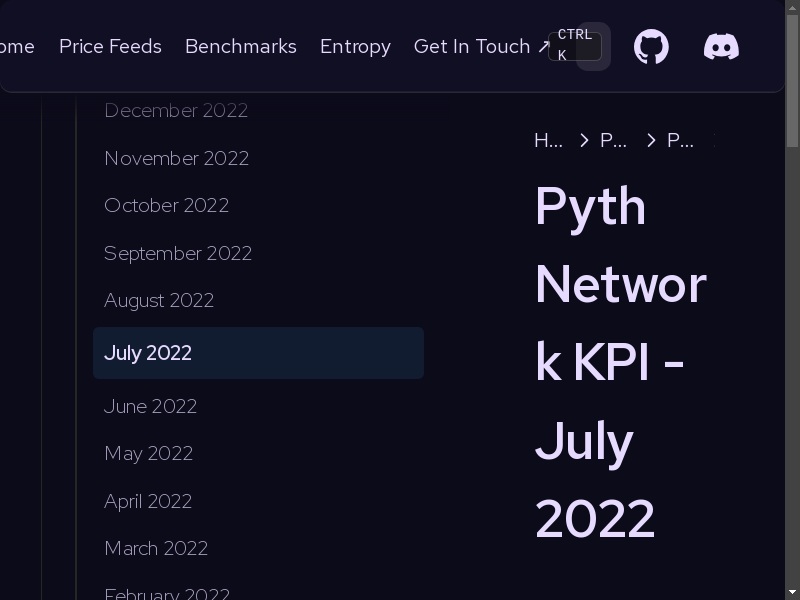 ome Price Feeds Benchmarks Entropy Get In Touch ↗ CTRL K
December 2022
November 2022
October 2022
September 2022
August 2022
July 2022
June 2022
May 2022
April 2022
March 2022
February 2022
H… > P… > P…
Pyth
Networ
k KPI -
July
2022